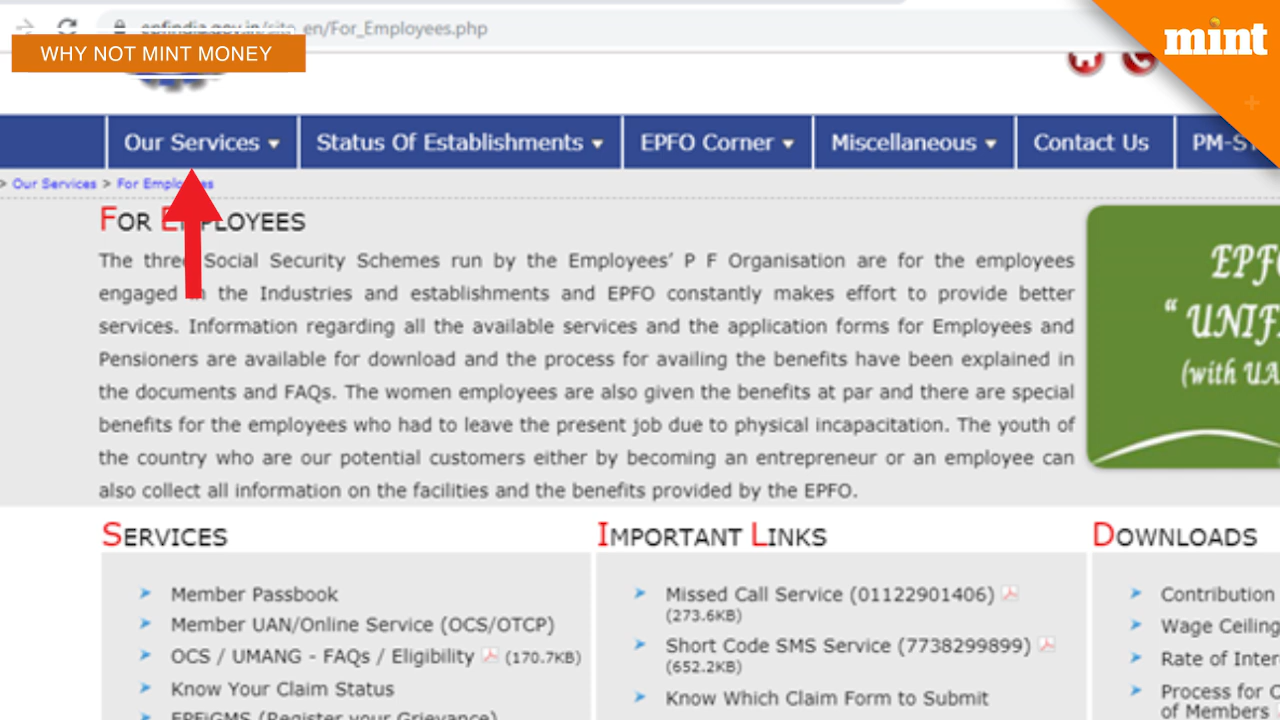 epfindia.gov.in/site_en/For_Employees.php
WHY NOT MINT MONEY
mint
Our Services
Status Of Establishments
EPFO Corner
Miscellaneous
Contact Us
> Our Services > For Employees
FOR EMPLOYEES
The three Social Security Schemes run by the Employees’ P F Organisation are for the employees
engaged in the Industries and establishments and EPFO constantly makes effort to provide better
services. Information regarding all the available services and the application forms for Employees and
Pensioners are available for download and the process for availing the benefits have been explained in
the documents and FAQs. The women employees are also given the benefits at par and there are special
benefits for the employees who had to leave the present job due to physical incapacitation. The youth of
the country who are our potential customers either by becoming an entrepreneur or an employee can
also collect all information on the facilities and the benefits provided by the EPFO.
“ UNIF
(with UA
SERVICES
Member Passbook
Member UAN/Online Service (OCS/OTCP)
OCS / UMANG - FAQs / Eligibility (170.7KB)
Know Your Claim Status
EPFiGMS (Register your Grievance)
IMPORTANT LINKS
Missed Call Service (01122901406)
(273.6KB)
Short Code SMS Service (7738299899)
(652.2KB)
Know Which Claim Form to Submit
DOWNLOADS
Contribution
Wage Ceiling
Rate of Inter
Process for C
of Members